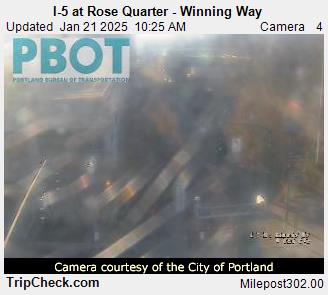 I-5 at Rose Quarter - Winning Way
Updated Jan 21 2025 10:25 AM Camera 4
PBOT
PORTLAND BUREAU OF TRANSPORTATION
Camera courtesy of the City of Portland
TripCheck.com Milepost302.00